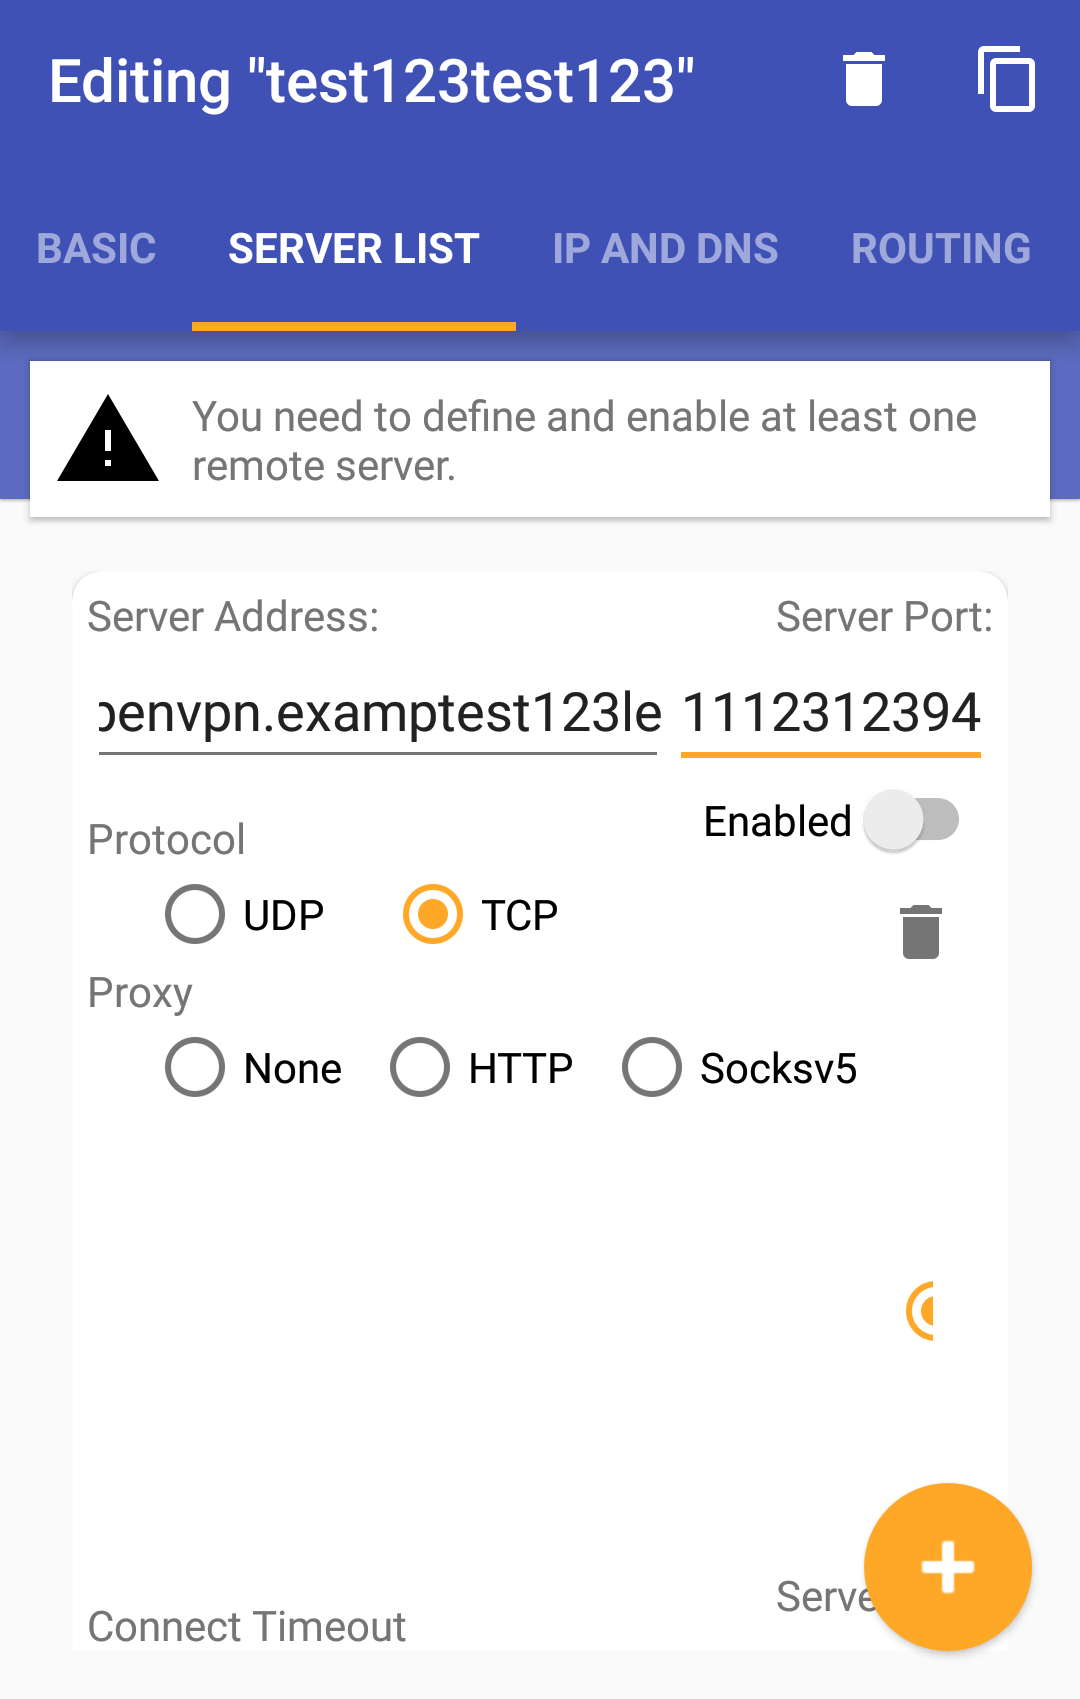 Editing "test123test123"
BASIC SERVER LIST IP AND DNS ROUTING
You need to define and enable at least one
remote server.
Server Address: Server Port:
penvpn.examptest123le 1112312394
Enabled
Protocol
UDP TCP
Proxy
None HTTP Socksv5
Serve
Connect Timeout